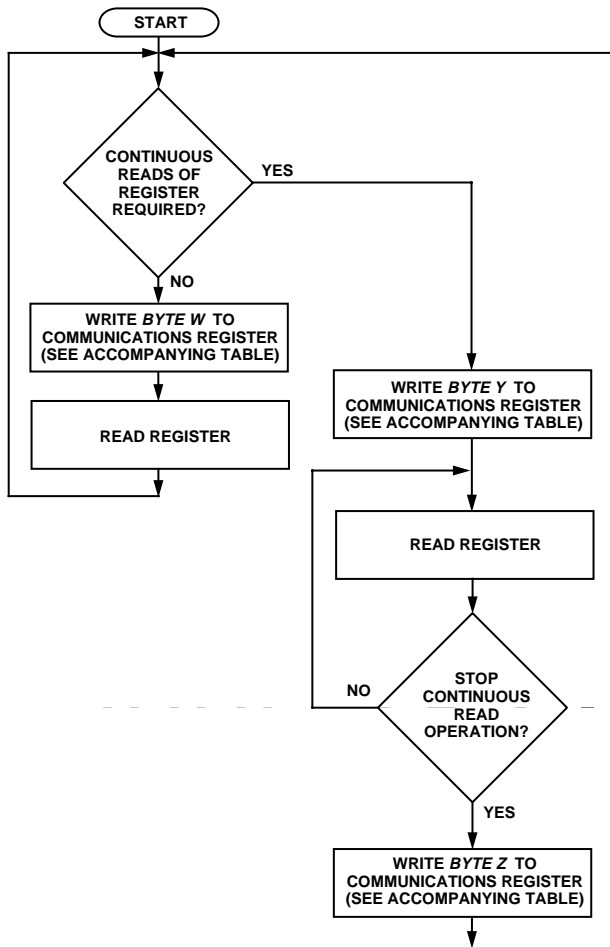 START
CONTINUOUS
READS OF
REGISTER
REQUIRED?
YES
NO
WRITE BYTE W TO
COMMUNICATIONS REGISTER
(SEE ACCOMPANYING TABLE)
READ REGISTER
WRITE BYTE Y TO
COMMUNICATIONS REGISTER
(SEE ACCOMPANYING TABLE)
READ REGISTER
STOP
CONTINUOUS
READ
OPERATION?
NO
YES
WRITE BYTE Z TO
COMMUNICATIONS REGISTER
(SEE ACCOMPANYING TABLE)